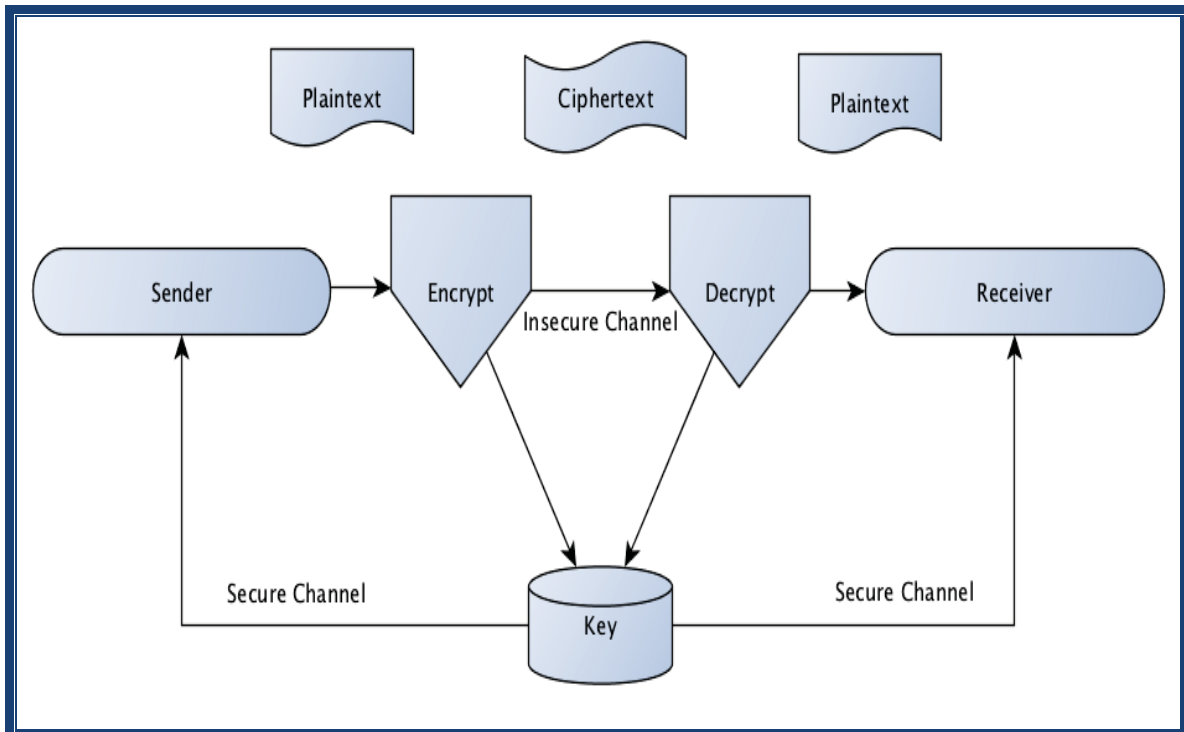 Plaintext
Ciphertext
Plaintext
Sender
Encrypt
Decrypt
Receiver
Insecure Channel
Secure Channel
Secure Channel
Key